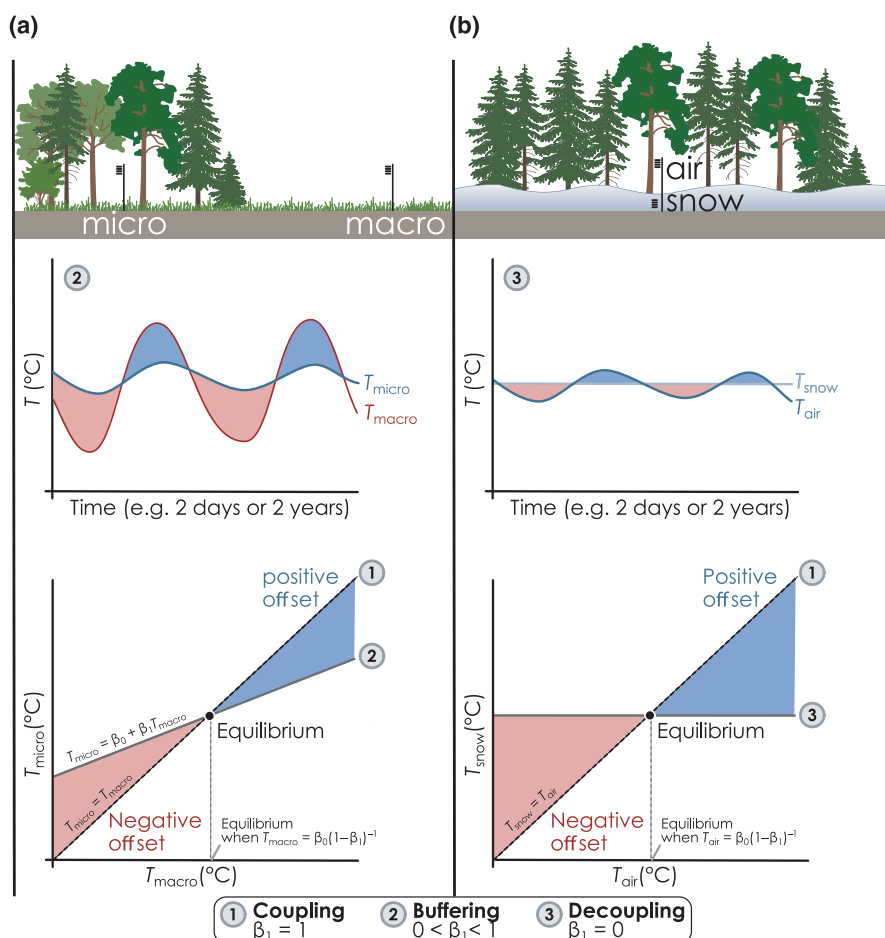 (a)
micro
macro
2
T (°C)
Tmicro
Tmacro
Time (e.g. 2 days or 2 years)
positive
offset
1
2
Tmicro = β0 + β1Tmacro
Equilibrium
Tmicro = Tmacro
Tmicro(°C)
Negative
offset
Equilibrium
when Tmacro = β0(1−β1)⁻¹
Tmacro(°C)
(b)
air
snow
3
T (°C)
Tsnow
Tair
Time (e.g. 2 days or 2 years)
Positive
offset
1
3
Equilibrium
Tsnow = Tair
Tsnow(°C)
Negative
offset
Equilibrium
when Tair = β0(1−β1)⁻¹
Tair(°C)
1 Coupling
β1 = 1
2 Buffering
0 < β1 < 1
3 Decoupling
β1 = 0